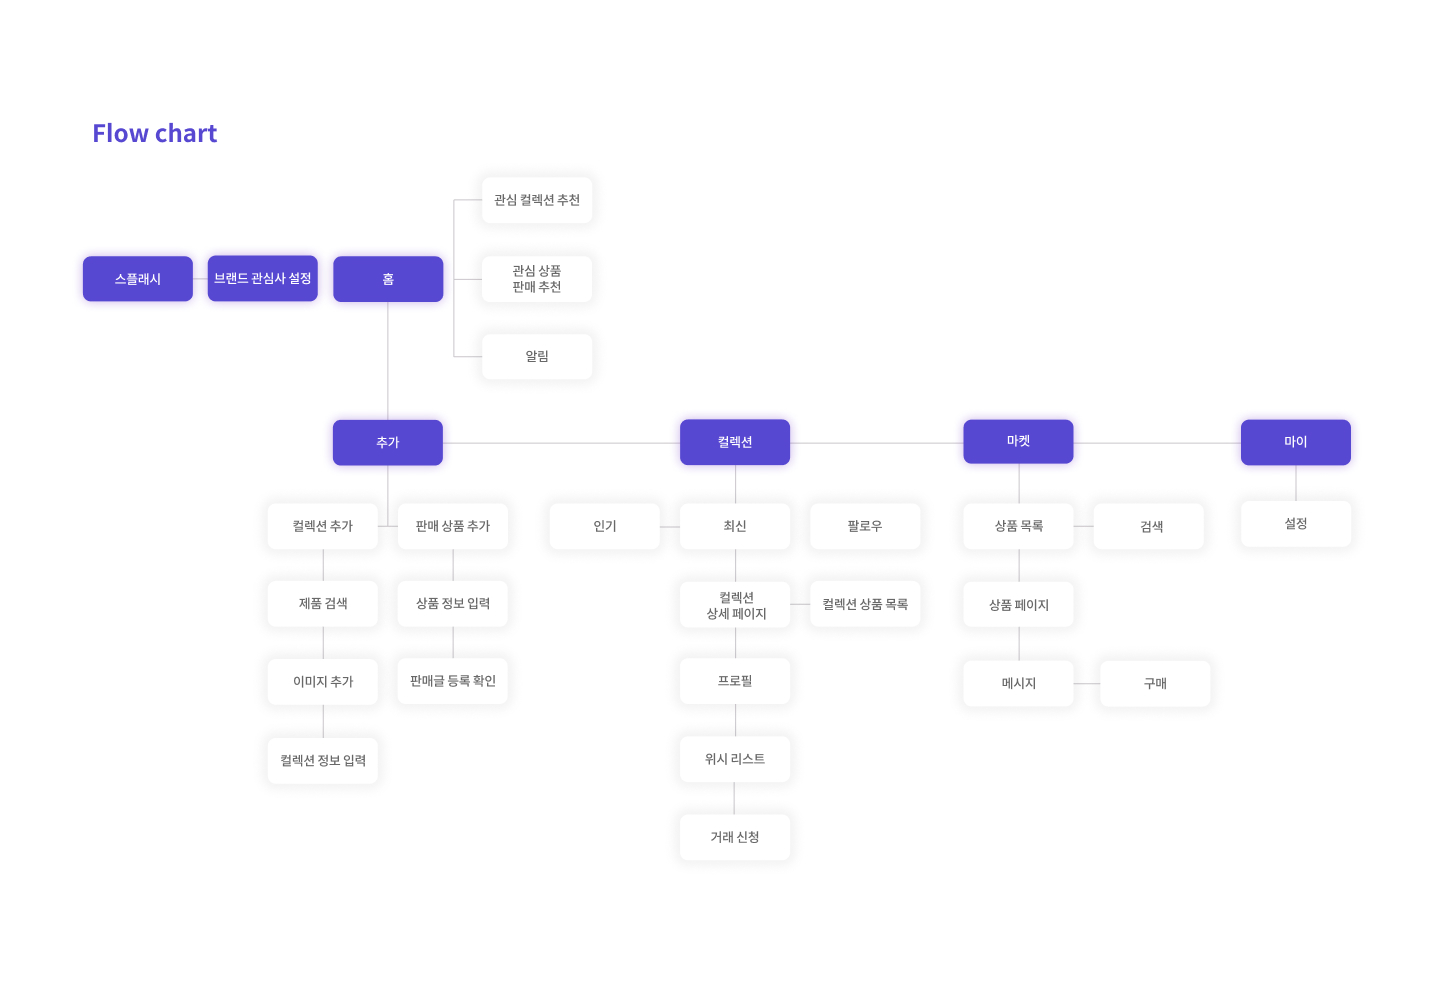 Flow chart
관심 컬렉션 추천
스플래시
브랜드 관심사 설정
홈
관심 상품
판매 추천
알림
추가
컬렉션
마켓
마이
컬렉션 추가
판매 상품 추가
인기
최신
팔로우
상품 목록
검색
설정
제품 검색
상품 정보 입력
컬렉션
상세 페이지
컬렉션 상품 목록
상품 페이지
이미지 추가
판매글 등록 확인
프로필
메시지
구매
컬렉션 정보 입력
위시 리스트
거래 신청